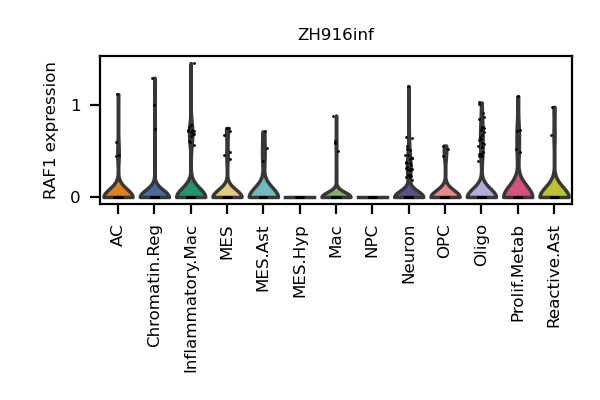 ZH916inf
RAF1 expression
1
0
AC
Chromatin.Reg
Inflammatory.Mac
MES
MES.Ast
MES.Hyp
Mac
NPC
Neuron
OPC
Oligo
Prolif.Metab
Reactive.Ast